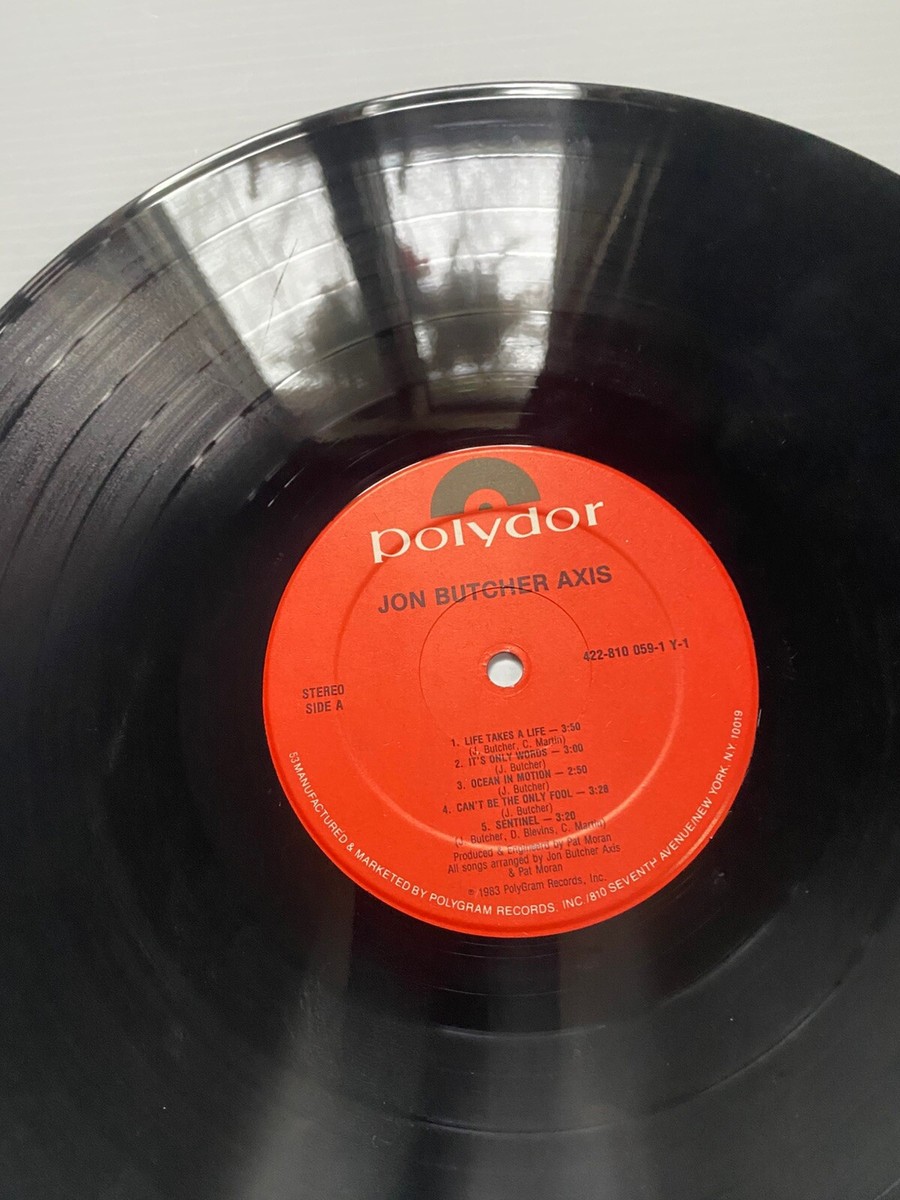 polydor
JON BUTCHER AXIS
422-810 059-1 Y-1
STEREO
SIDE A
1. LIFE TAKES A LIFE — 3:50
(J. Butcher, C. Martin)
2. IT'S ONLY WORDS — 3:00
(J. Butcher)
3. OCEAN IN MOTION — 2:50
(J. Butcher)
4. CAN'T BE THE ONLY FOOL — 3:28
(J. Butcher)
5. SENTINEL — 3:20
(J. Butcher, D. Blevins, C. Martin)
Produced & Engineered by Pat Moran
All songs arranged by Jon Butcher Axis
& Pat Moran
℗ 1983 PolyGram Records, Inc.
53 MANUFACTURED & MARKETED BY POLYGRAM RECORDS, INC./810 SEVENTH AVENUE/NEW YORK, N.Y. 10019